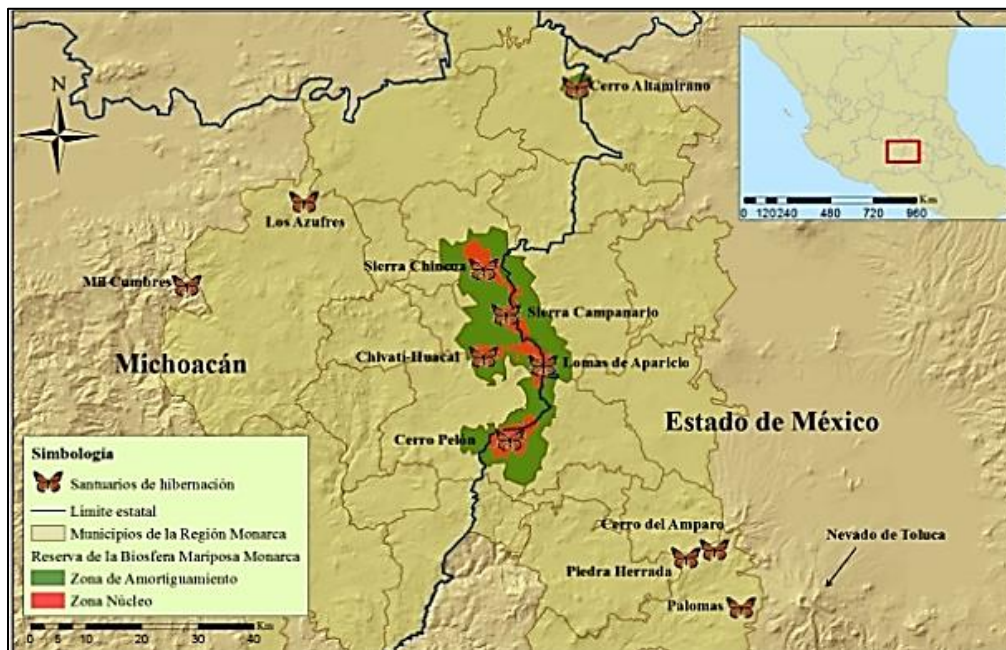 N
Cerro Altamirano
Km
0 120 240 480 720 960
Los Azufres
Sierra Chincua
Mil Cumbres
Sierra Campanario
Chivatí-Huacal
Lomas de Aparicio
Michoacán
Estado de México
Cerro Pelón
Simbología
Santuarios de hibernación
Límite estatal
Municipios de la Región Monarca
Reserva de la Biosfera Mariposa Monarca
Zona de Amortiguamiento
Zona Núcleo
Km
0 5 10 20 30 40
Cerro del Amparo
Nevado de Toluca
Piedra Herrada
Palomas